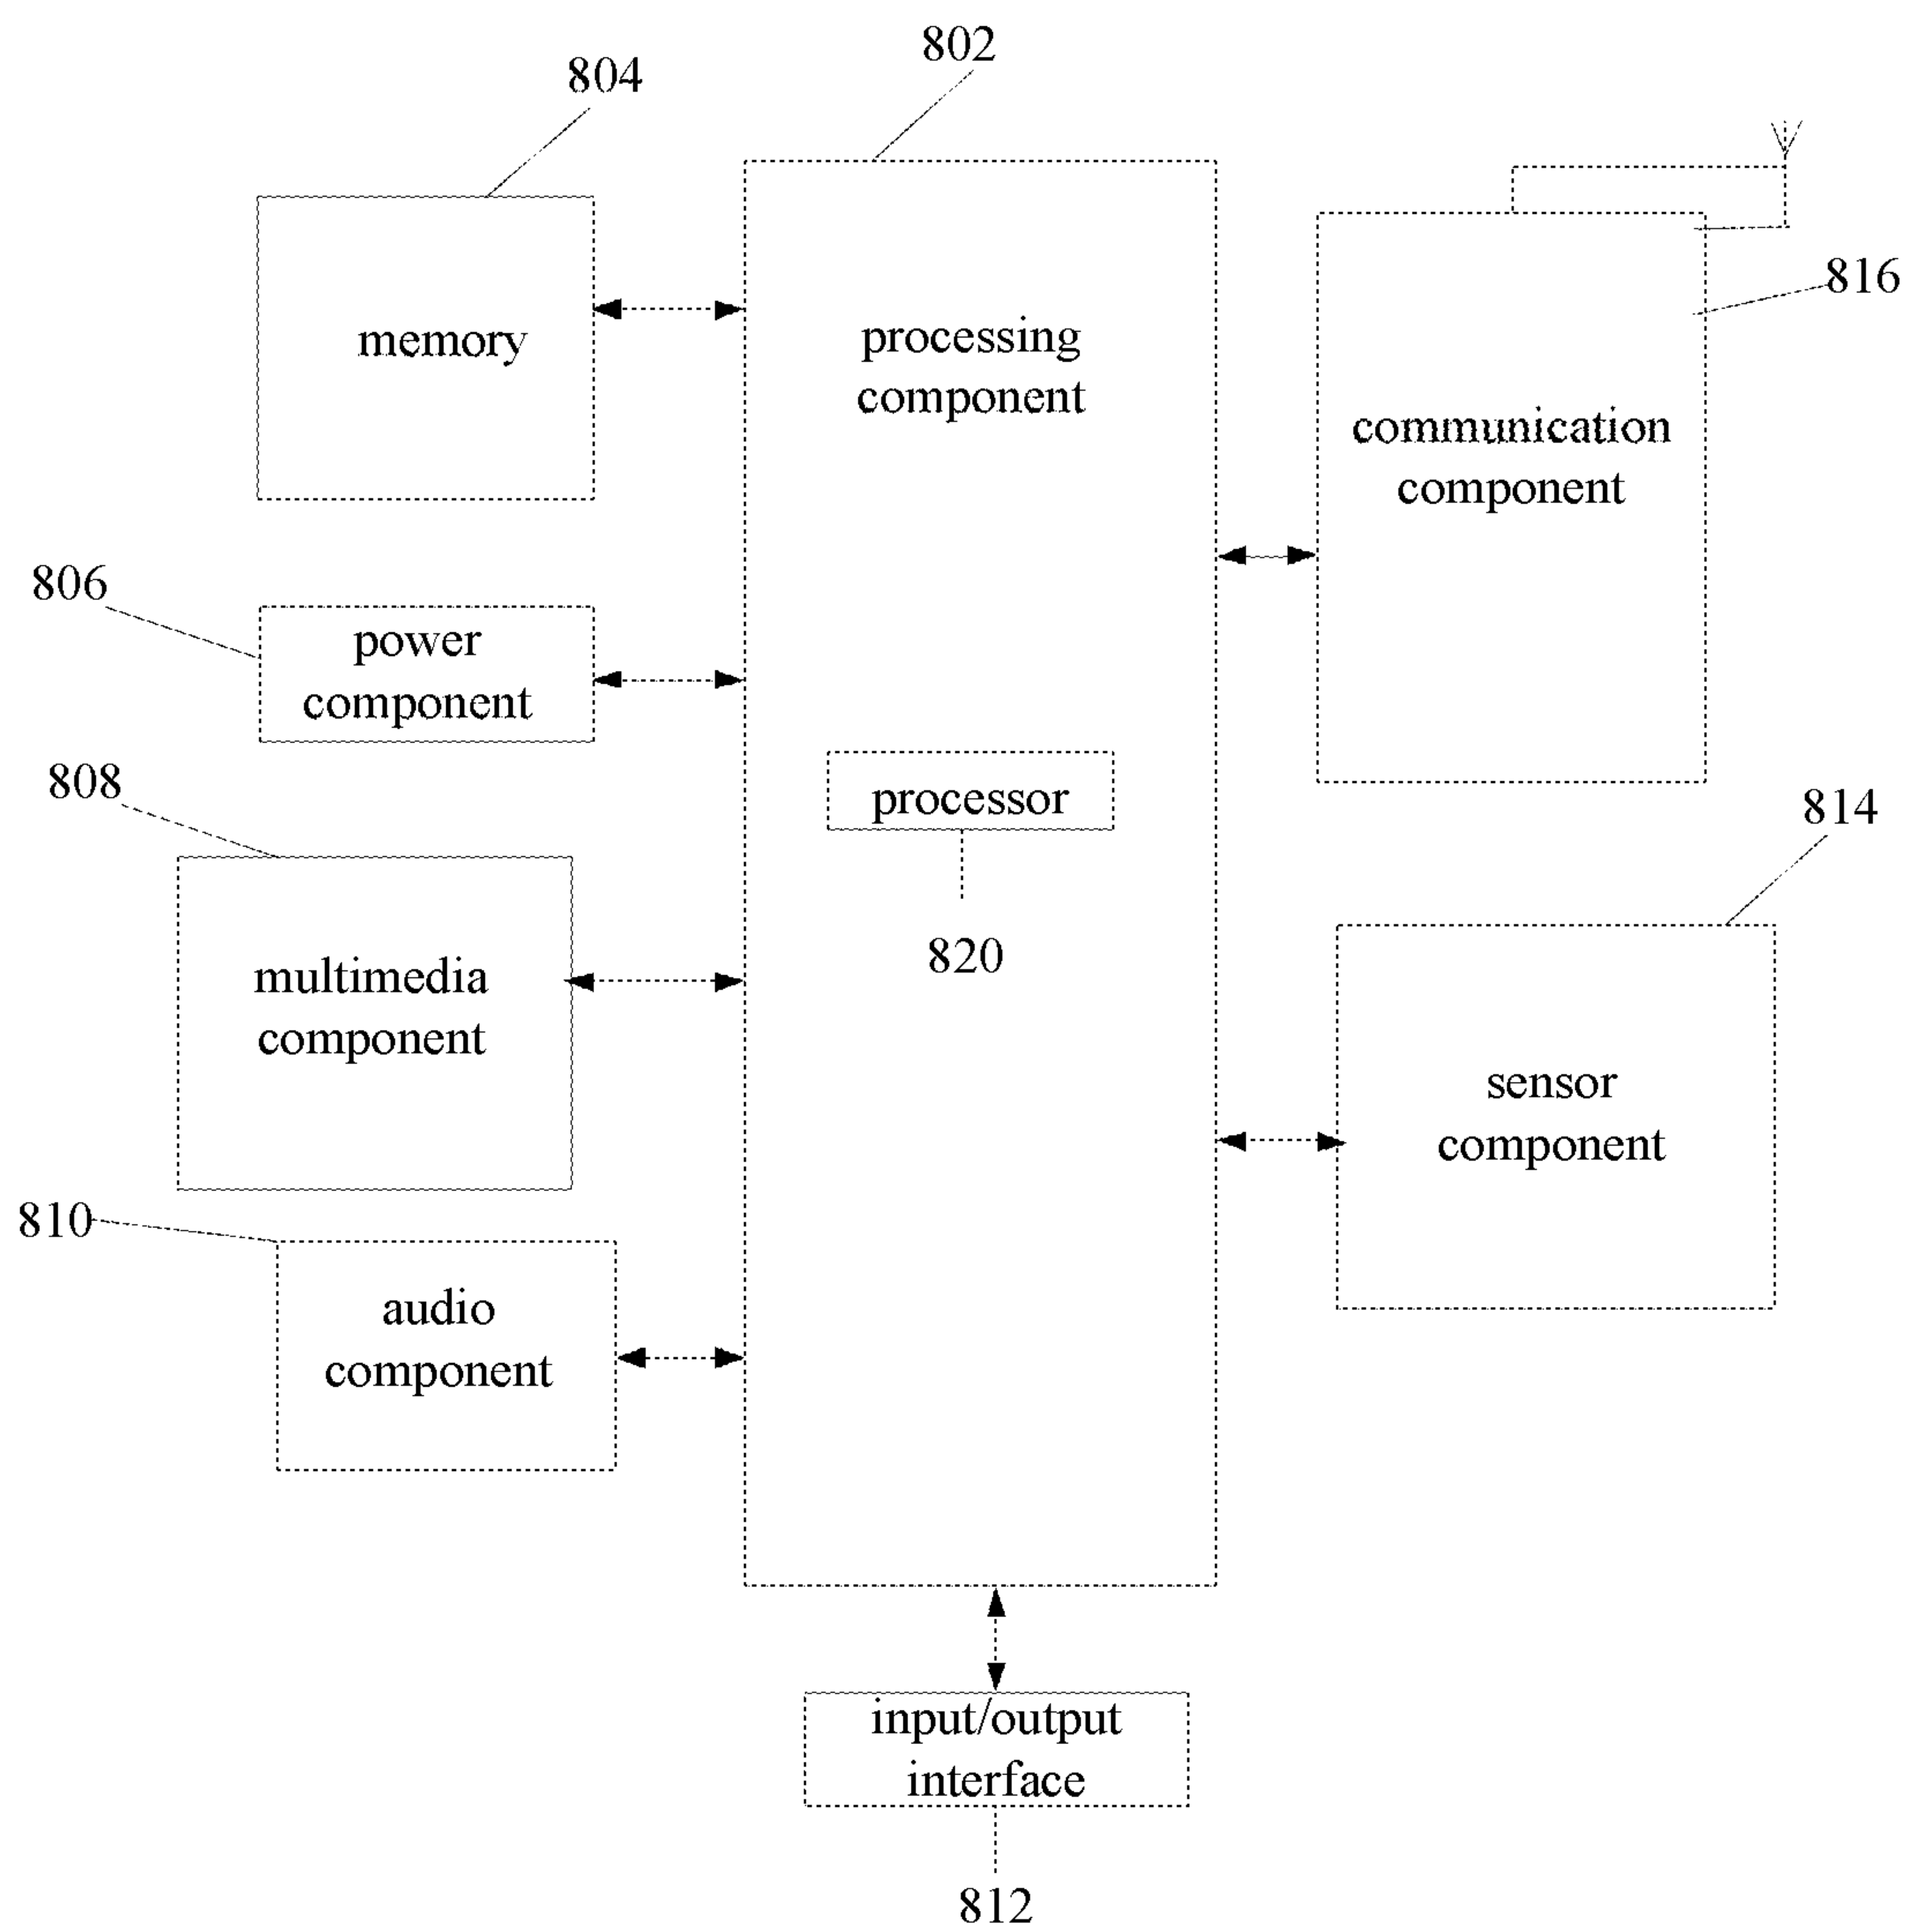 802
804
816
memory
processing
component
communication
component
806
power
component
808
processor
814
820
multimedia
component
sensor
component
810
audio
component
input/output
interface
812